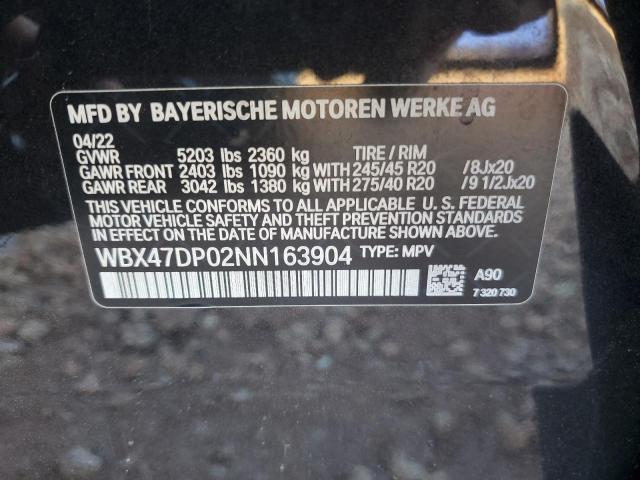 MFD BY BAYERISCHE MOTOREN WERKE AG
04/22
GVWR 5203 lbs 2360 kg TIRE / RIM
GAWR FRONT 2403 lbs 1090 kg WITH 245/45 R20 /8Jx20
GAWR REAR 3042 lbs 1380 kg WITH 275/40 R20 /9 1/2Jx20
THIS VEHICLE CONFORMS TO ALL APPLICABLE U. S. FEDERAL
MOTOR VEHICLE SAFETY AND THEFT PREVENTION STANDARDS
IN EFFECT ON THE DATE OF MANUFACTURE SHOWN ABOVE.
WBX47DP02NN163904 TYPE: MPV
A90
7 320 730